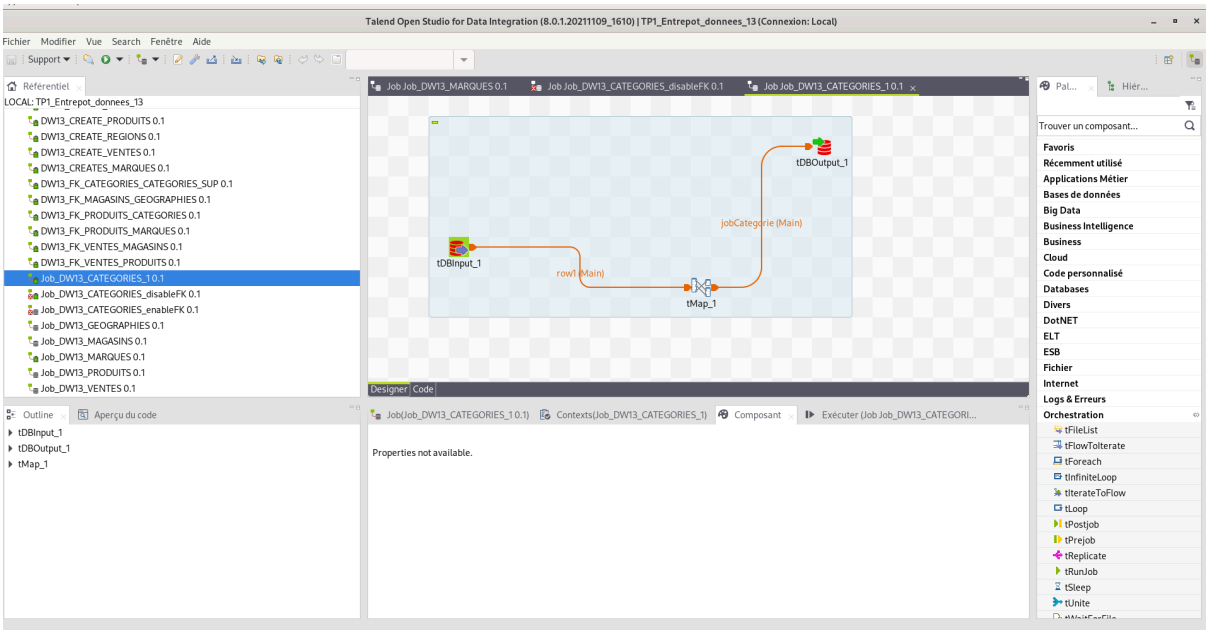 Talend Open Studio for Data Integration (8.0.1.20211109_1610) | TP1_Entrepot_donnees_13 (Connexion: Local)
Fichier Modifier Vue Search Fenêtre Aide
Support
Référentiel
LOCAL: TP1_Entrepot_donnees_13
DW13_CREATE_PRODUITS 0.1
DW13_CREATE_REGIONS 0.1
DW13_CREATE_VENTES 0.1
DW13_CREATES_MARQUES 0.1
DW13_FK_CATEGORIES_CATEGORIES_SUP 0.1
DW13_FK_MAGASINS_GEOGRAPHIES 0.1
DW13_FK_PRODUITS_CATEGORIES 0.1
DW13_FK_PRODUITS_MARQUES 0.1
DW13_FK_VENTES_MAGASINS 0.1
DW13_FK_VENTES_PRODUITS 0.1
Job_DW13_CATEGORIES_1 0.1
Job_DW13_CATEGORIES_disableFK 0.1
Job_DW13_CATEGORIES_enableFK 0.1
Job_DW13_GEOGRAPHIES 0.1
Job_DW13_MAGASINS 0.1
Job_DW13_MARQUES 0.1
Job_DW13_PRODUITS 0.1
Job_DW13_VENTES 0.1
Job Job_DW13_MARQUES 0.1
Job Job_DW13_CATEGORIES_disableFK 0.1
Job Job_DW13_CATEGORIES_1 0.1
tDBOutput_1
jobCategorie (Main)
tDBInput_1
row1 (Main)
tMap_1
Designer Code
Pal...
Hiér...
Trouver un composant...
Favoris
Récemment utilisé
Applications Métier
Bases de données
Big Data
Business Intelligence
Business
Cloud
Code personnalisé
Databases
Divers
DotNET
ELT
ESB
Fichier
Internet
Logs & Erreurs
Orchestration
tFileList
tFlowToIterate
tForeach
tInfiniteLoop
tIterateToFlow
tLoop
tPostjob
tPrejob
tReplicate
tRunJob
tSleep
tUnite
tWaitForFile
Outline
Aperçu du code
tDBInput_1
tDBOutput_1
tMap_1
Job(Job_DW13_CATEGORIES_1 0.1)
Contexts(Job_DW13_CATEGORIES_1)
Composant
Exécuter (Job Job_DW13_CATEGORI...
Properties not available.